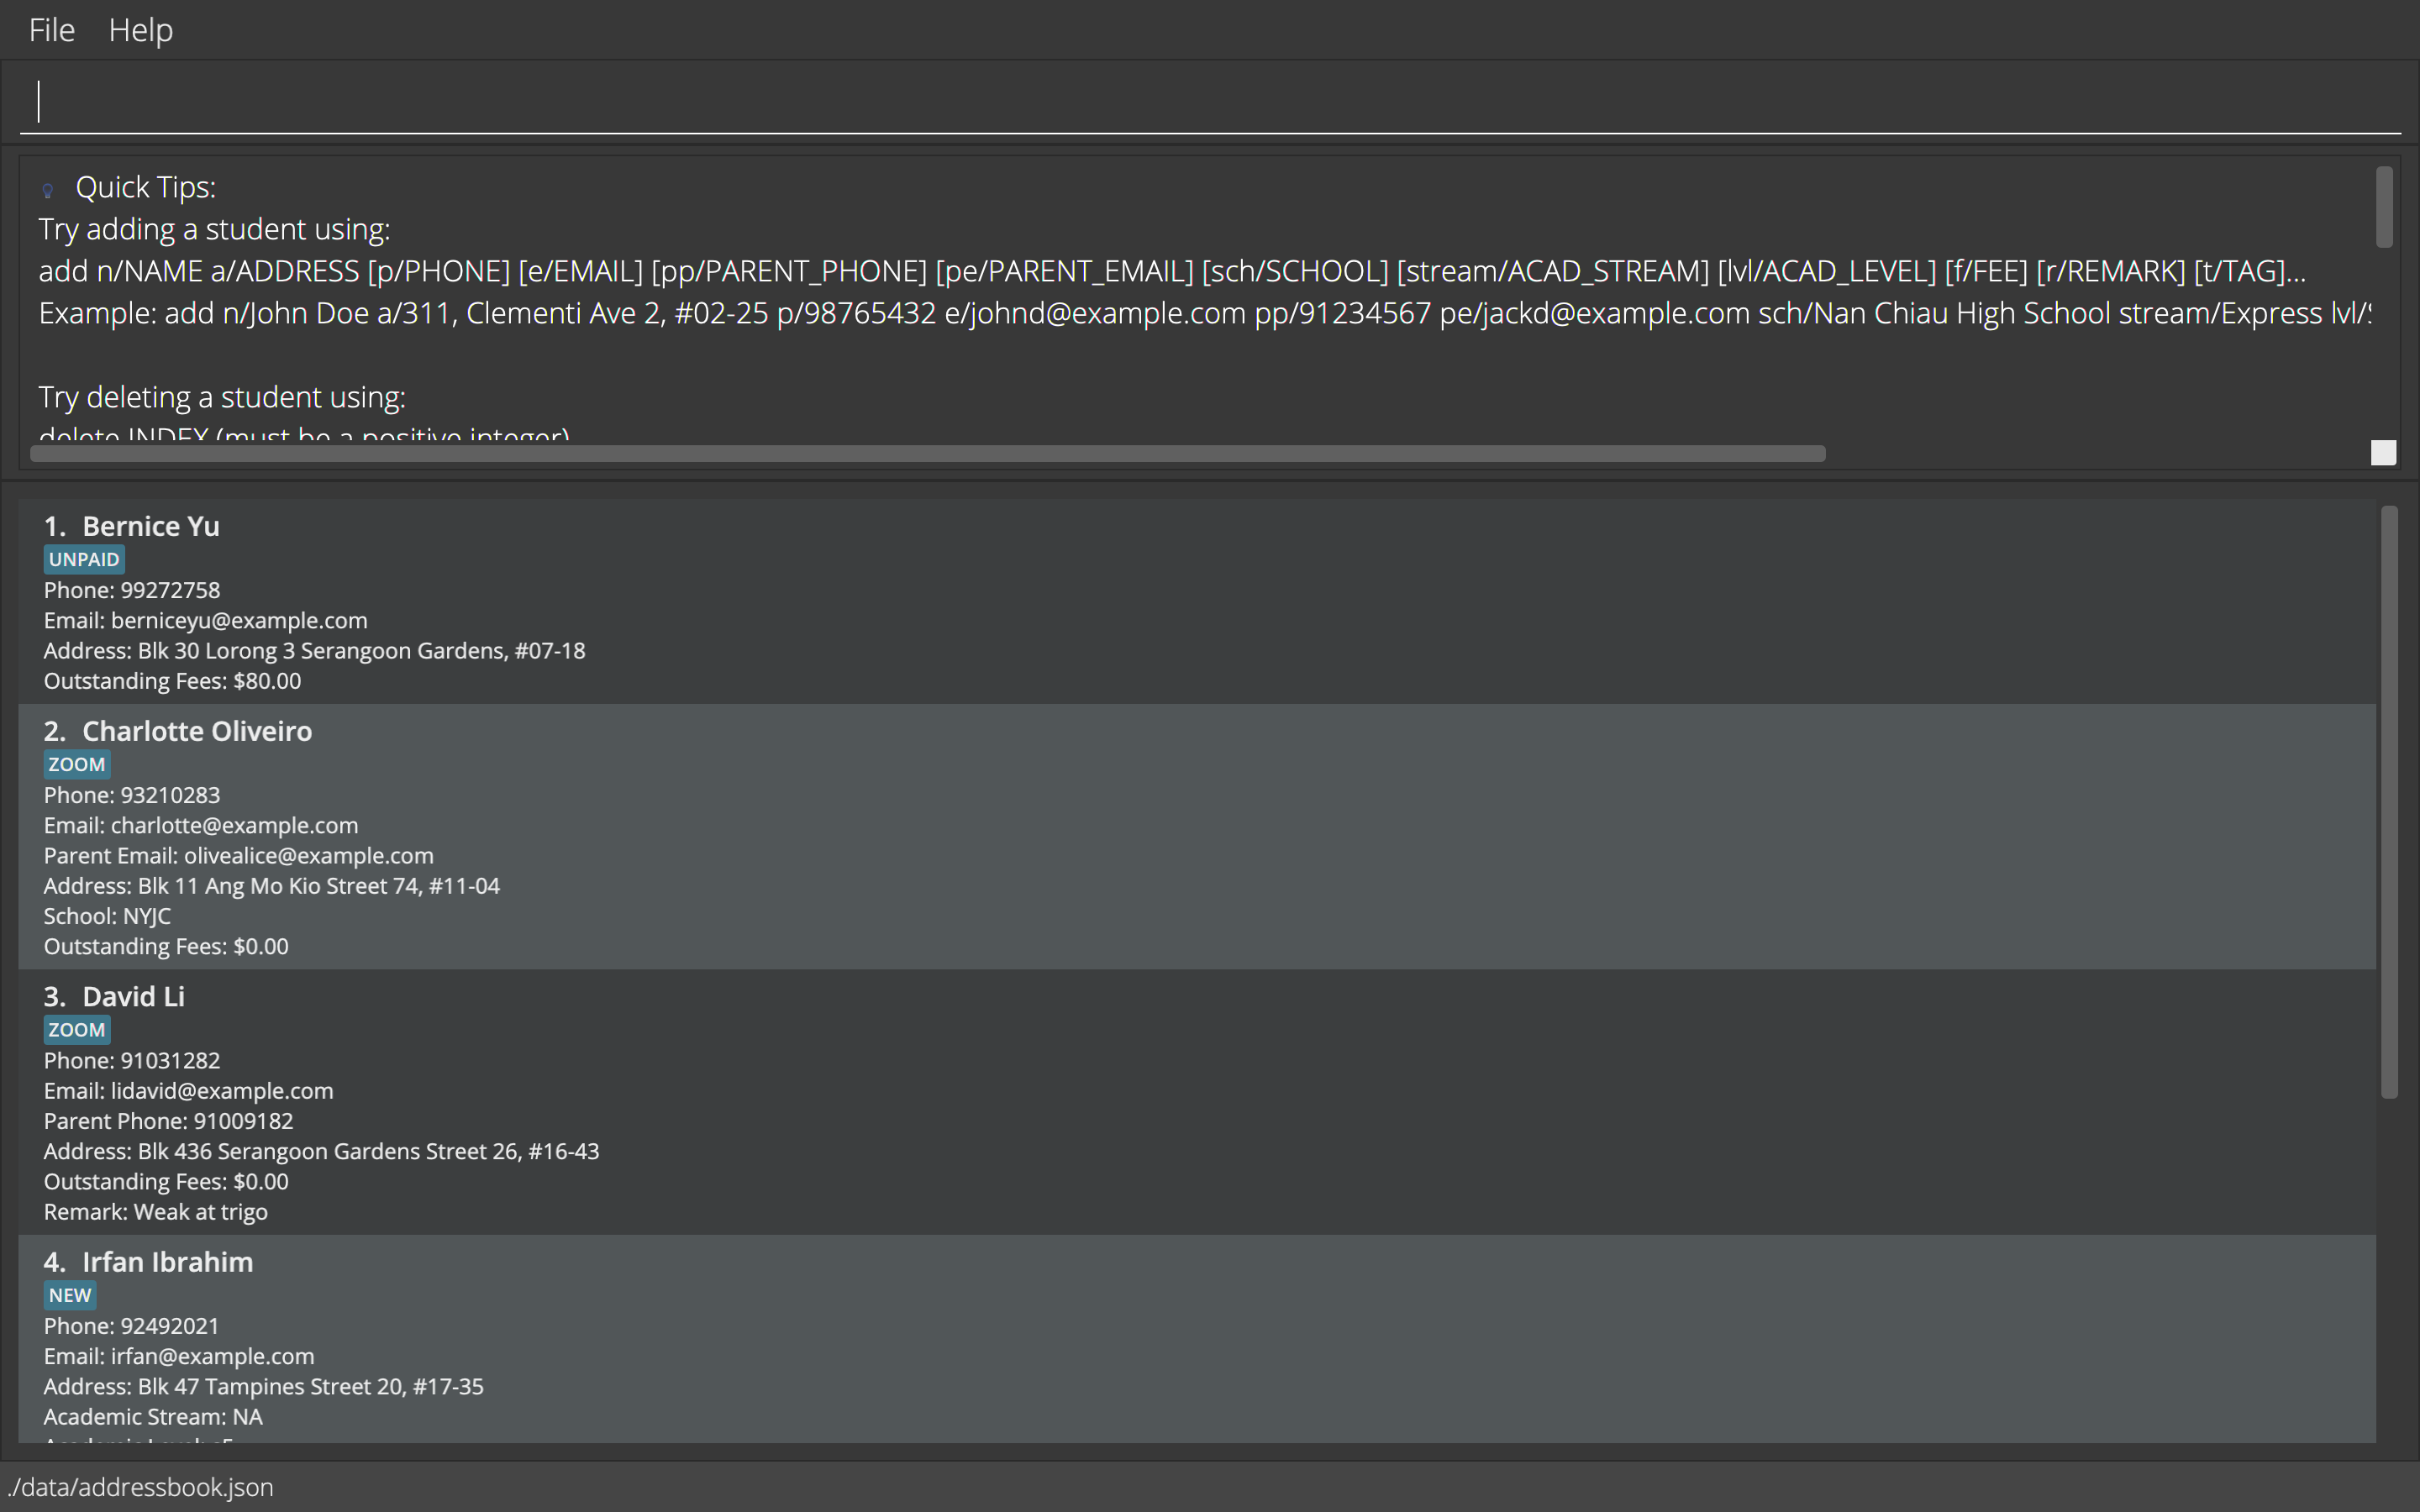 File Help
Quick Tips:
Try adding a student using:
add n/NAME a/ADDRESS [p/PHONE] [e/EMAIL] [pp/PARENT_PHONE] [pe/PARENT_EMAIL] [sch/SCHOOL] [stream/ACAD_STREAM] [lvl/ACAD_LEVEL] [f/FEE] [r/REMARK] [t/TAG]...
Example: add n/John Doe a/311, Clementi Ave 2, #02-25 p/98765432 e/johnd@example.com pp/91234567 pe/jackd@example.com sch/Nan Chiau High School stream/Express lvl/
Try deleting a student using:
delete INDEX (must be a positive integer)
1. Bernice Yu
UNPAID
Phone: 99272758
Email: berniceyu@example.com
Address: Blk 30 Lorong 3 Serangoon Gardens, #07-18
Outstanding Fees: $80.00
2. Charlotte Oliveiro
ZOOM
Phone: 93210283
Email: charlotte@example.com
Parent Email: olivealice@example.com
Address: Blk 11 Ang Mo Kio Street 74, #11-04
School: NYJC
Outstanding Fees: $0.00
3. David Li
ZOOM
Phone: 91031282
Email: lidavid@example.com
Parent Phone: 91009182
Address: Blk 436 Serangoon Gardens Street 26, #16-43
Outstanding Fees: $0.00
Remark: Weak at trigo
4. Irfan Ibrahim
NEW
Phone: 92492021
Email: irfan@example.com
Address: Blk 47 Tampines Street 20, #17-35
Academic Stream: NA
./data/addressbook.json